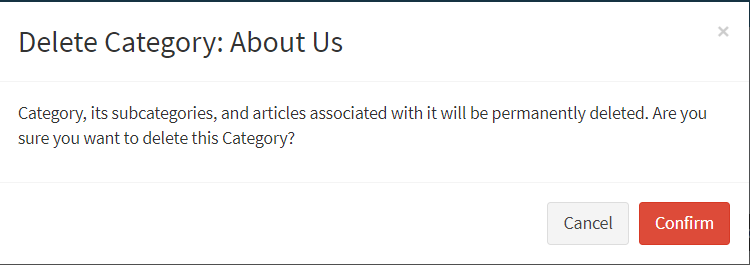 Delete Category: About Us
×
Category, its subcategories, and articles associated with it will be permanently deleted. Are you
sure you want to delete this Category?
Cancel Confirm